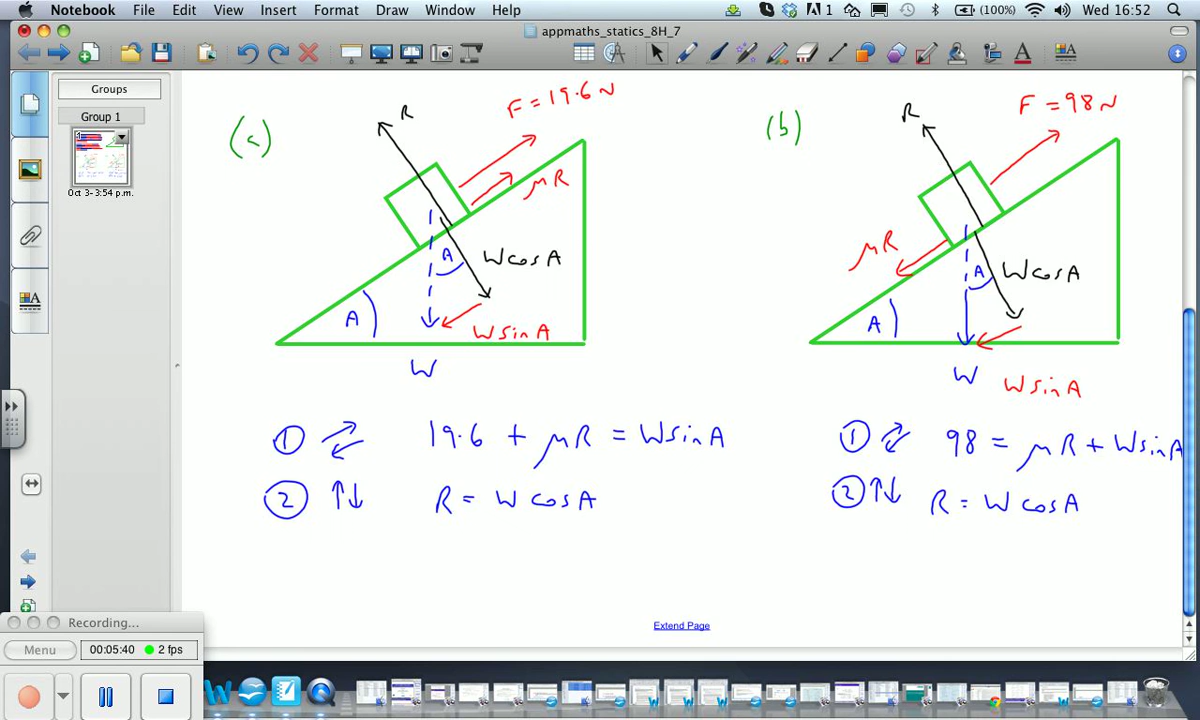 Notebook File Edit View Insert Format Draw Window Help
1 (100%) Wed 16:52
appmaths_statics_8H_7
Groups
Group 1
Oct 3- 3:54 p.m.
(a)
R
F = 19.6 N
μR
A
W cos A
A
W sin A
W
① 19.6 + μR = W sin A
② ↑↓ R = W cos A
(b)
R
F = 98 N
μR
A
W cos A
A
W
W sin A
① 98 = μR + W sin A
② ↑↓ R = W cos A
Extend Page
Recording...
Menu 00:05:40 2 fps